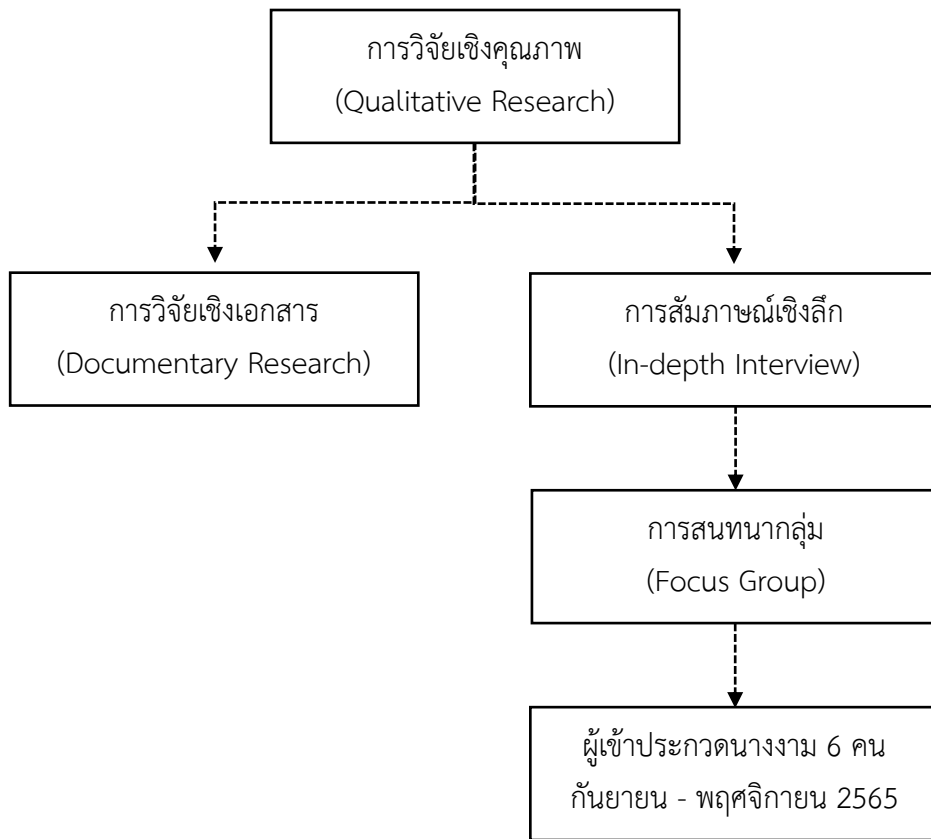 การวิจัยเชิงคุณภาพ
(Qualitative Research)
การวิจัยเชิงเอกสาร
(Documentary Research)
การสัมภาษณ์เชิงลึก
(In-depth Interview)
การสนทนากลุ่ม
(Focus Group)
ผู้เข้าประกวดนางงาม 6 คน
กันยายน - พฤศจิกายน 2565